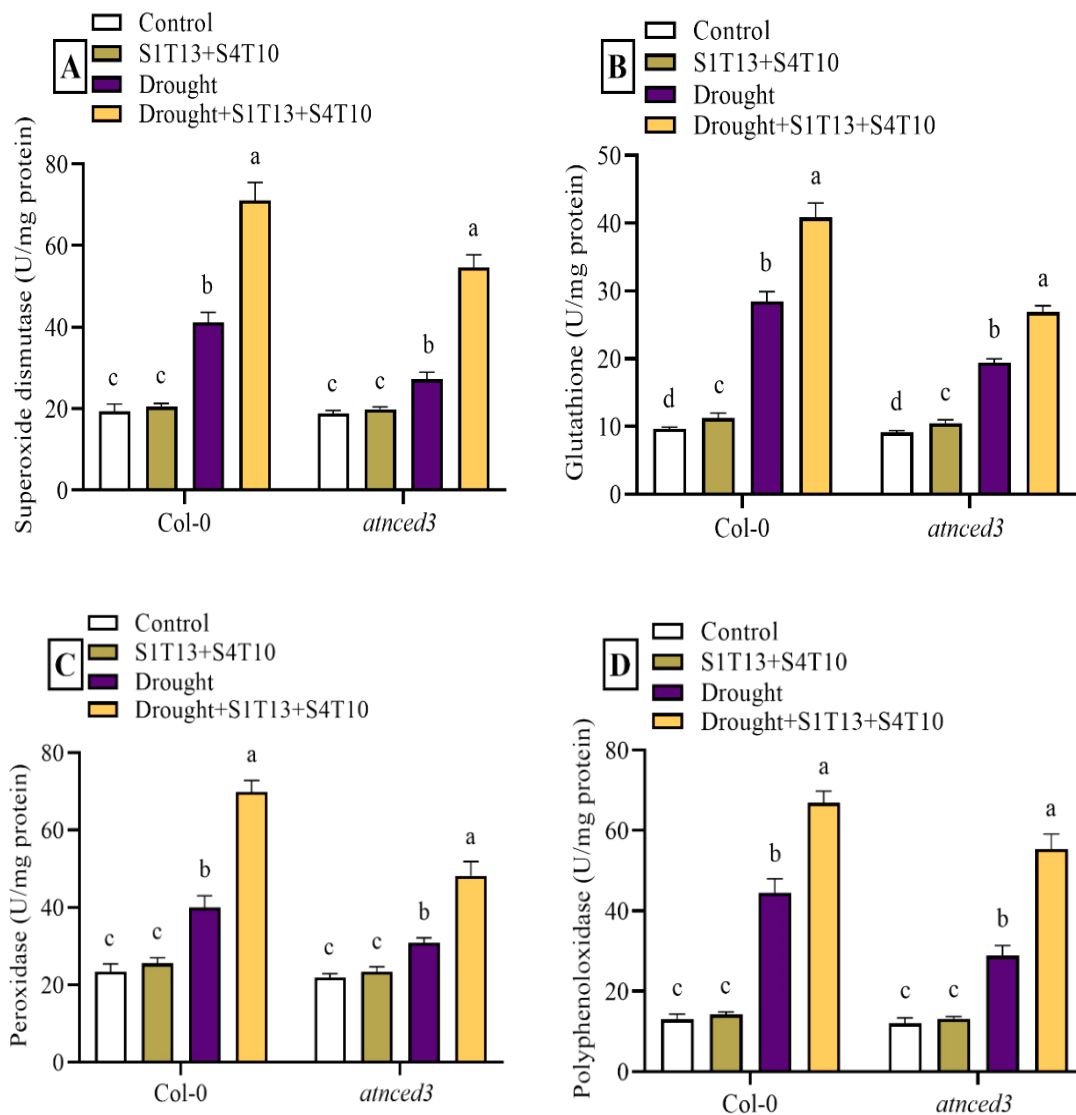 A
Control
S1T13+S4T10
Drought
Drought+S1T13+S4T10
Superoxide dismutase (U/mg protein)
80
60
40
20
0
c
c
b
a
c
c
b
a
Col-0
atnced3
B
Control
S1T13+S4T10
Drought
Drought+S1T13+S4T10
Glutathione (U/mg protein)
50
40
30
20
10
0
d
c
b
a
d
c
b
a
Col-0
atnced3
C
Control
S1T13+S4T10
Drought
Drought+S1T13+S4T10
Peroxidase (U/mg protein)
80
60
40
20
0
c
c
b
a
c
c
b
a
Col-0
atnced3
D
Control
S1T13+S4T10
Drought
Drought+S1T13+S4T10
Polyphenoloxidase (U/mg protein)
80
60
40
20
0
c
c
b
a
c
c
b
a
Col-0
atnced3